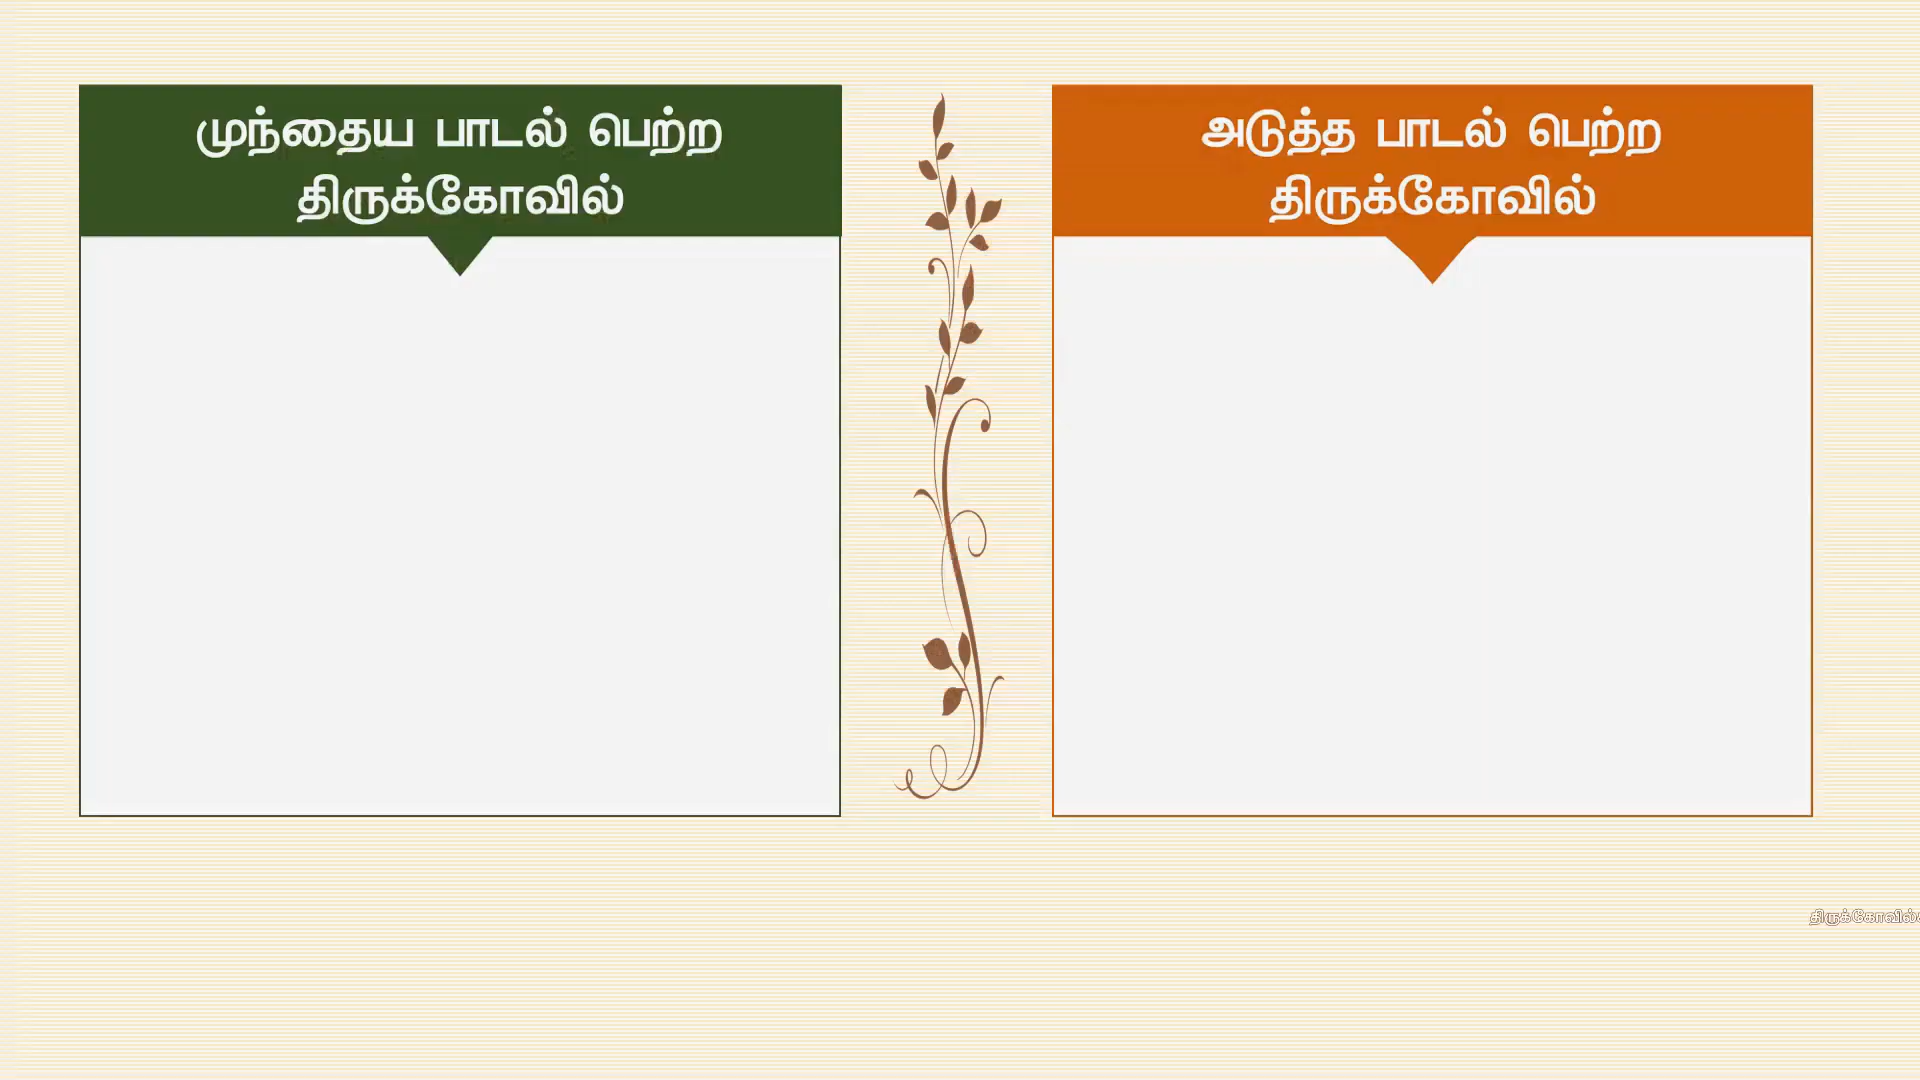 முந்தைய பாடல் பெற்ற
திருக்கோவில்
அடுத்த பாடல் பெற்ற
திருக்கோவில்